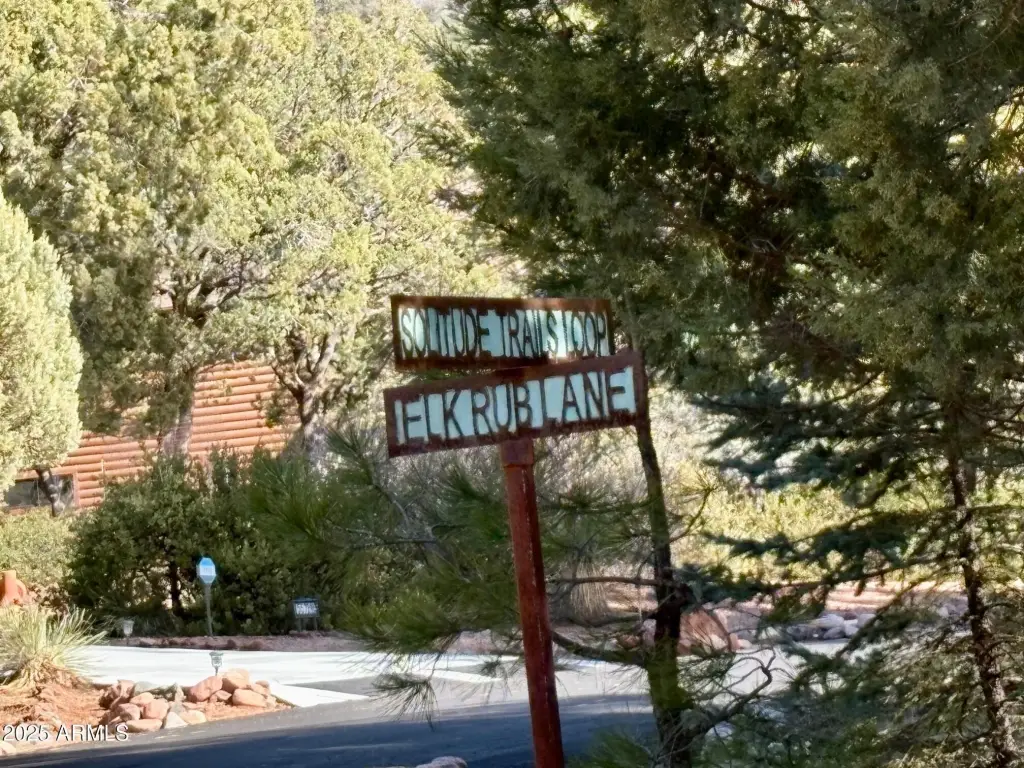 SOLITUDE TRAILS LOOP
ELK RUB LANE
2025 ARMLS